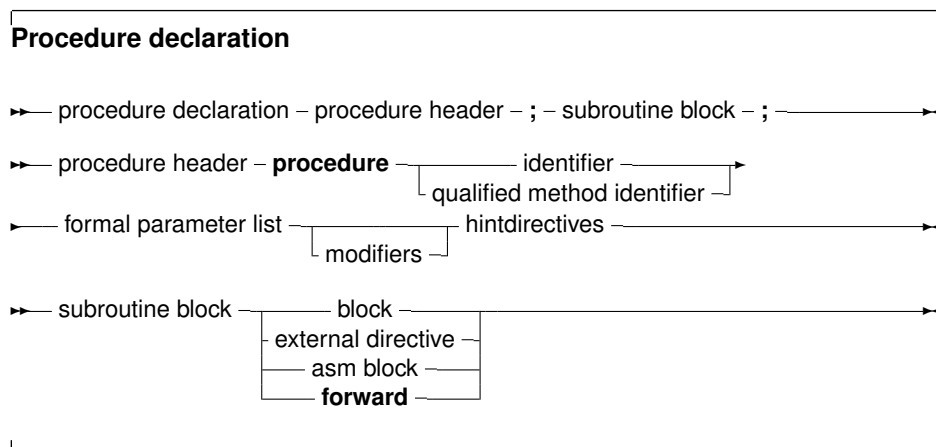 Procedure declaration
procedure declaration procedure header ; subroutine block ;
procedure header procedure identifier
qualified method identifier
formal parameter list hintdirectives
modifiers
subroutine block block
external directive
asm block
forward